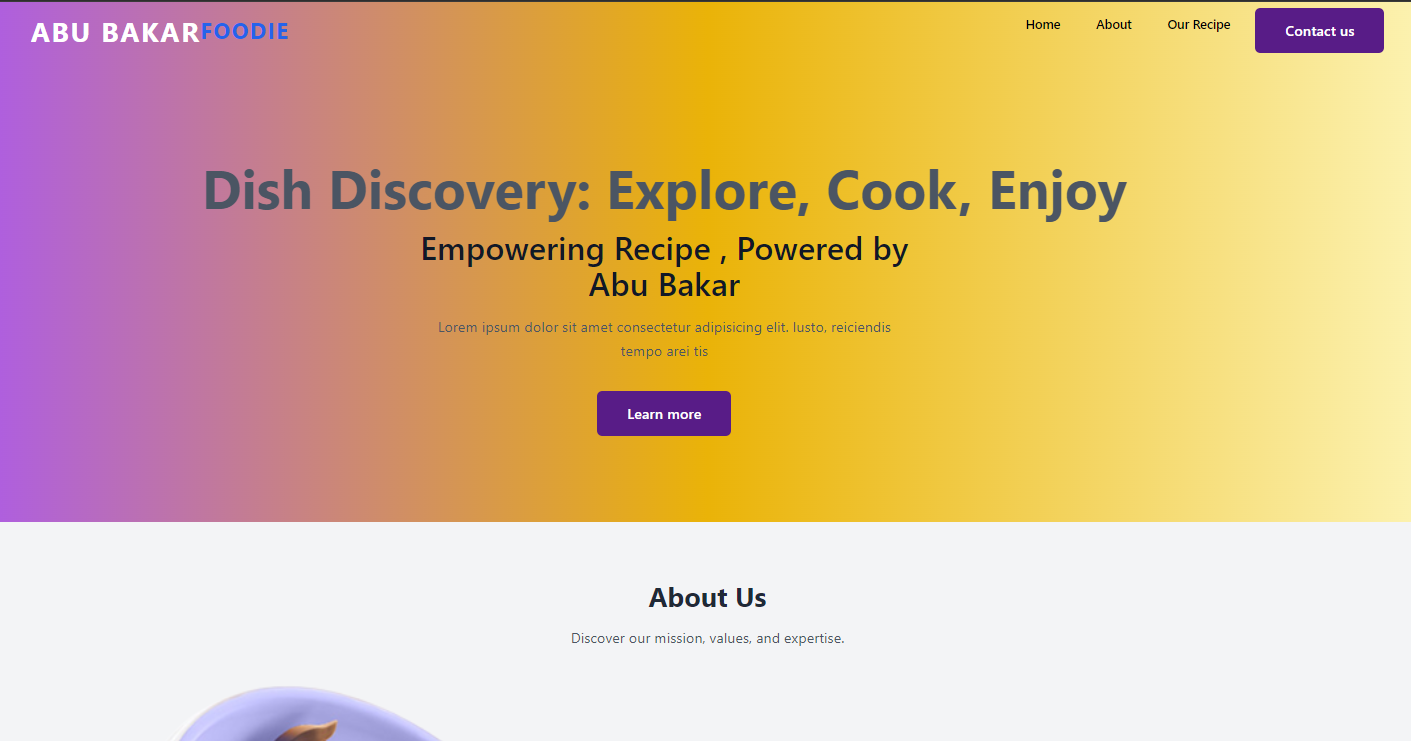 ABU BAKARFOODIE
Home About Our Recipe Contact us
Dish Discovery: Explore, Cook, Enjoy
Empowering Recipe , Powered by
Abu Bakar
Lorem ipsum dolor sit amet consectetur adipisicing elit. Iusto, reiciendis
tempo arei tis
Learn more
About Us
Discover our mission, values, and expertise.